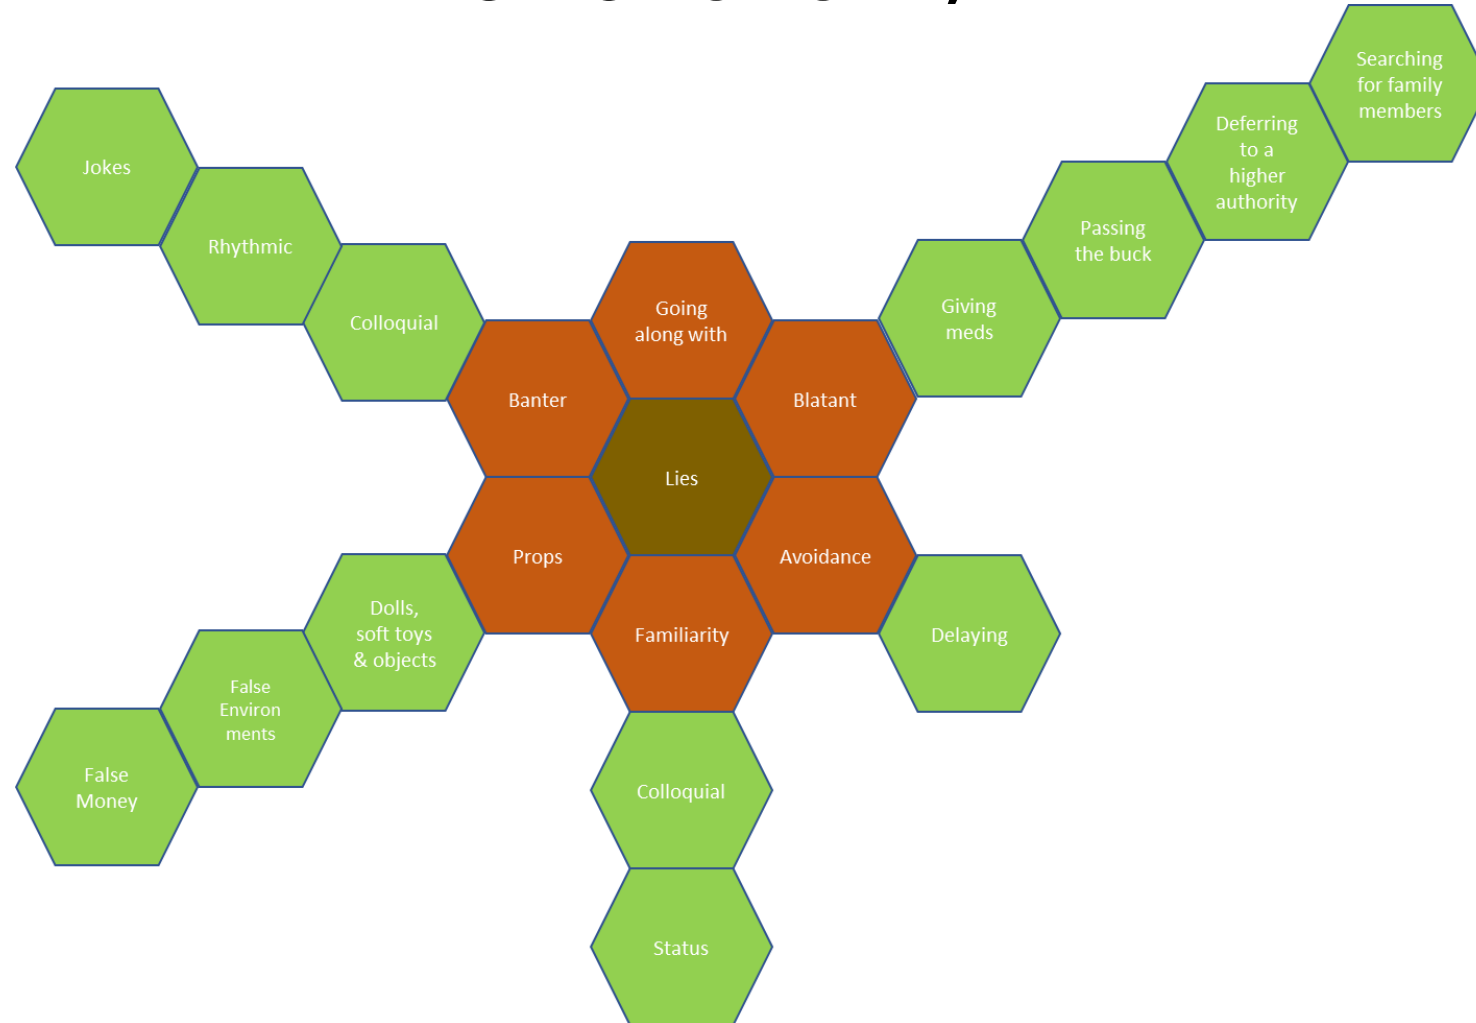 Searching
for family
members
Deferring
to a
higher
authority
Jokes
Passing
the buck
Rhythmic
Giving
meds
Colloquial
Going
along with
Banter
Blatant
Lies
Props
Avoidance
Dolls,
soft toys
& objects
Familiarity
Delaying
False
Environ
ments
False
Money
Colloquial
Status